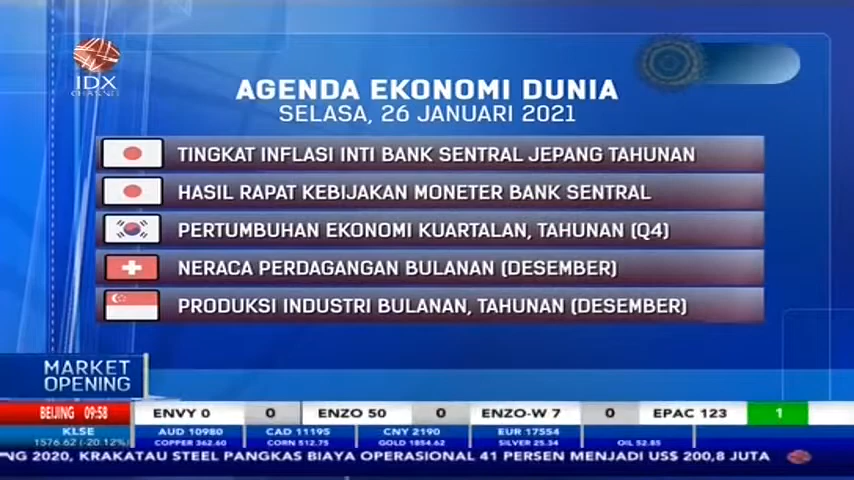 IDX
CHANNEL
AGENDA EKONOMI DUNIA
SELASA, 26 JANUARI 2021
TINGKAT INFLASI INTI BANK SENTRAL JEPANG TAHUNAN
HASIL RAPAT KEBIJAKAN MONETER BANK SENTRAL
PERTUMBUHAN EKONOMI KUARTALAN, TAHUNAN (Q4)
NERACA PERDAGANGAN BULANAN (DESEMBER)
PRODUKSI INDUSTRI BULANAN, TAHUNAN (DESEMBER)
MARKET
OPENING
BEIJING 09:58 ENVY 0 0 ENZO 50 0 ENZO-W 7 0 EPAC 123 1
KLSE AUD 10980 CAD 11195 CNY 2190 EUR 17554
1576.62 (-20.12%) COPPER 362.60 CORN 512.75 GOLD 1854.62 SILVER 25.34 OIL 52.85
NG 2020, KRAKATAU STEEL PANGKAS BIAYA OPERASIONAL 41 PERSEN MENJADI US$ 200,8 JUTA